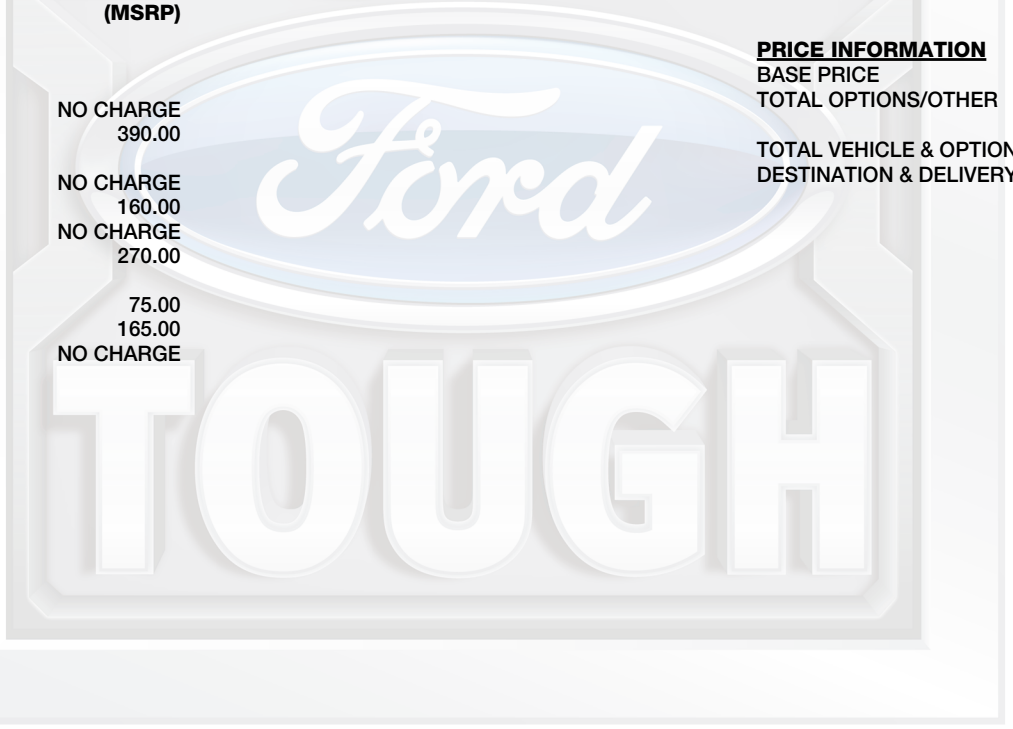 (MSRP)
NO CHARGE
390.00
NO CHARGE
160.00
NO CHARGE
270.00
75.00
165.00
NO CHARGE
PRICE INFORMATION
BASE PRICE
TOTAL OPTIONS/OTHER
TOTAL VEHICLE & OPTION
DESTINATION & DELIVERY
Ford
TOUGH